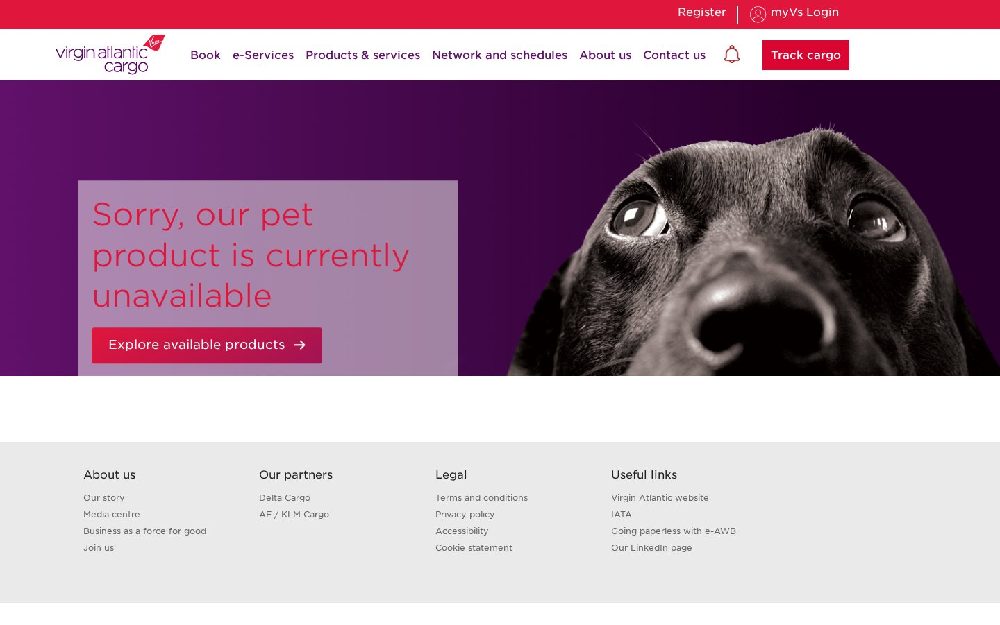 Register
myVs Login
virgin atlantic
cargo
Book
e-Services
Products & services
Network and schedules
About us
Contact us
Track cargo
Sorry, our pet
product is currently
unavailable
Explore available products
About us
Our story
Media centre
Business as a force for good
Join us
Our partners
Delta Cargo
AF / KLM Cargo
Legal
Terms and conditions
Privacy policy
Accessibility
Cookie statement
Useful links
Virgin Atlantic website
IATA
Going paperless with e-AWB
Our LinkedIn page